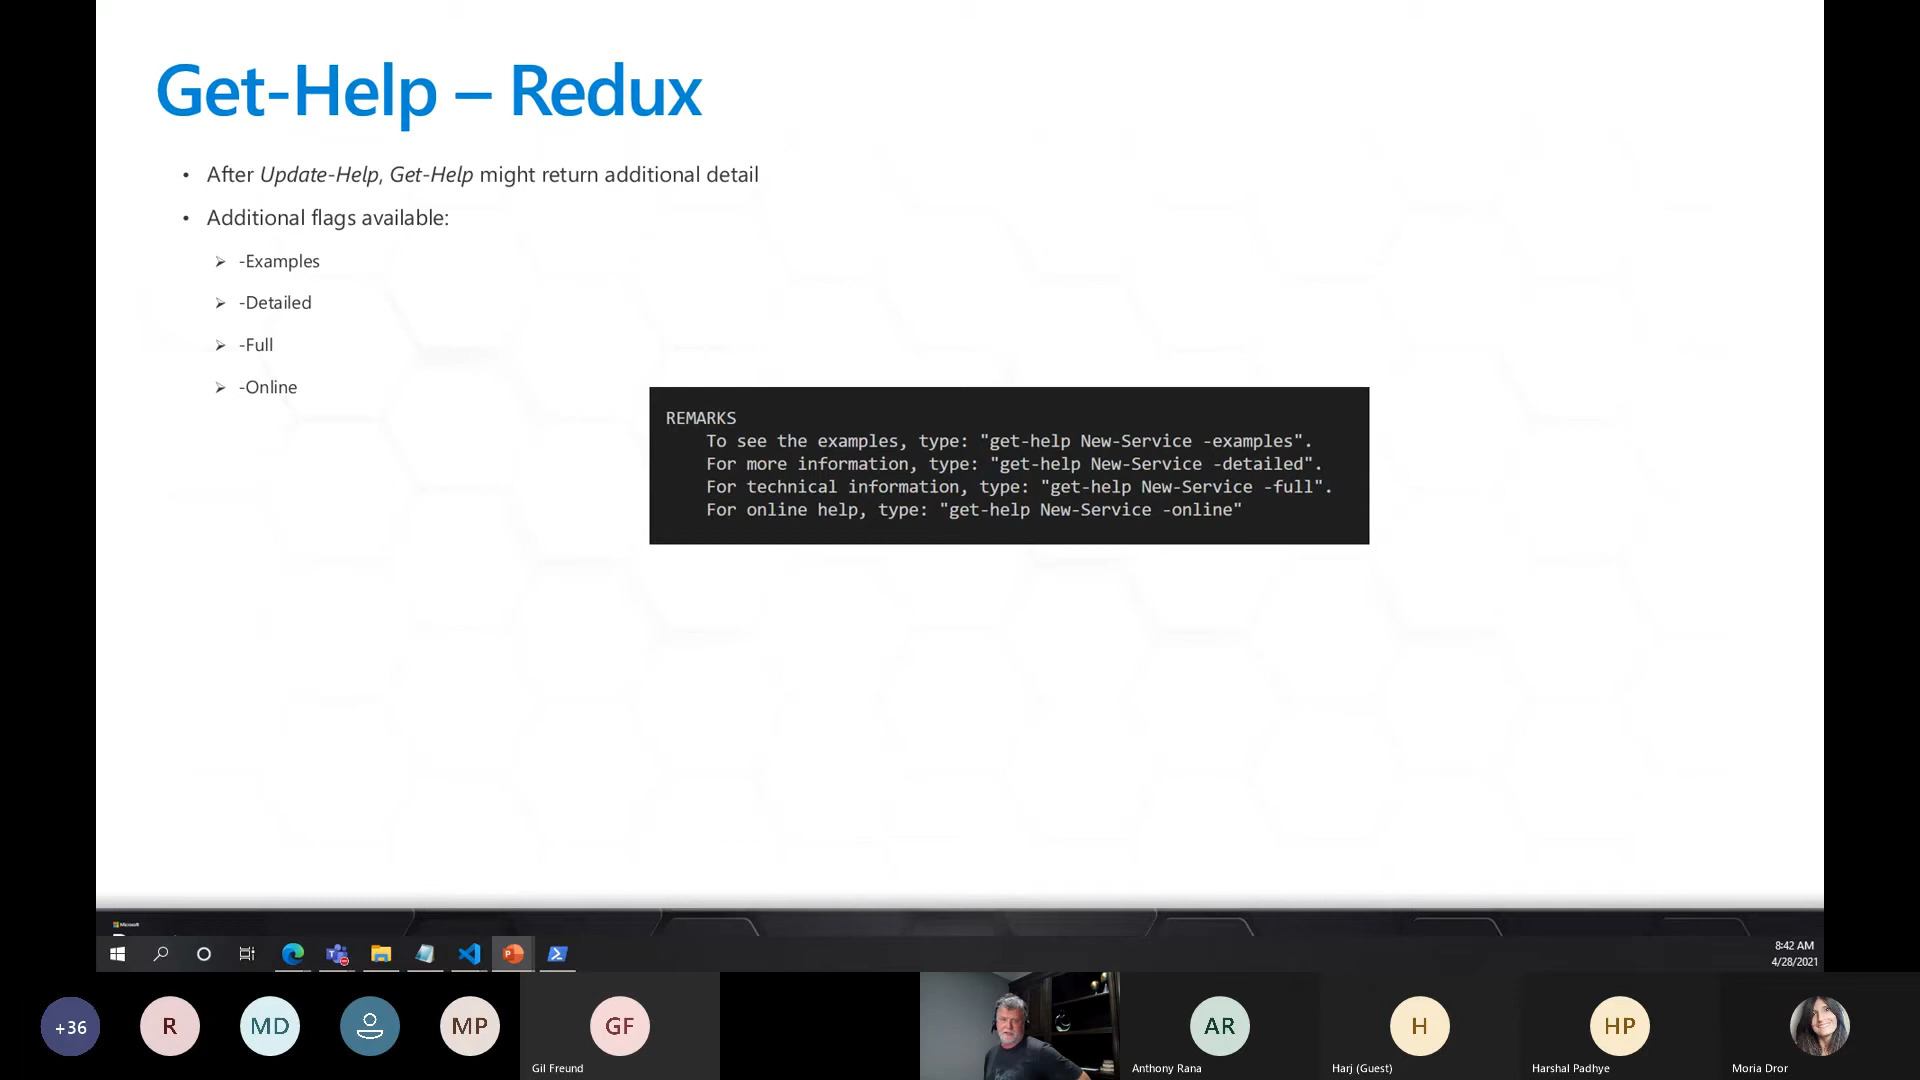 Get-Help – Redux
• After Update-Help, Get-Help might return additional detail
• Additional flags available:
➢ -Examples
➢ -Detailed
➢ -Full
➢ -Online
REMARKS
To see the examples, type: "get-help New-Service -examples".
For more information, type: "get-help New-Service -detailed".
For technical information, type: "get-help New-Service -full".
For online help, type: "get-help New-Service -online"
Microsoft
8:42 AM
4/28/2021
+36
R
MD
MP
GF
Gil Freund
AR
Anthony Rana
H
Harj (Guest)
HP
Harshal Padhye
Moria Dror